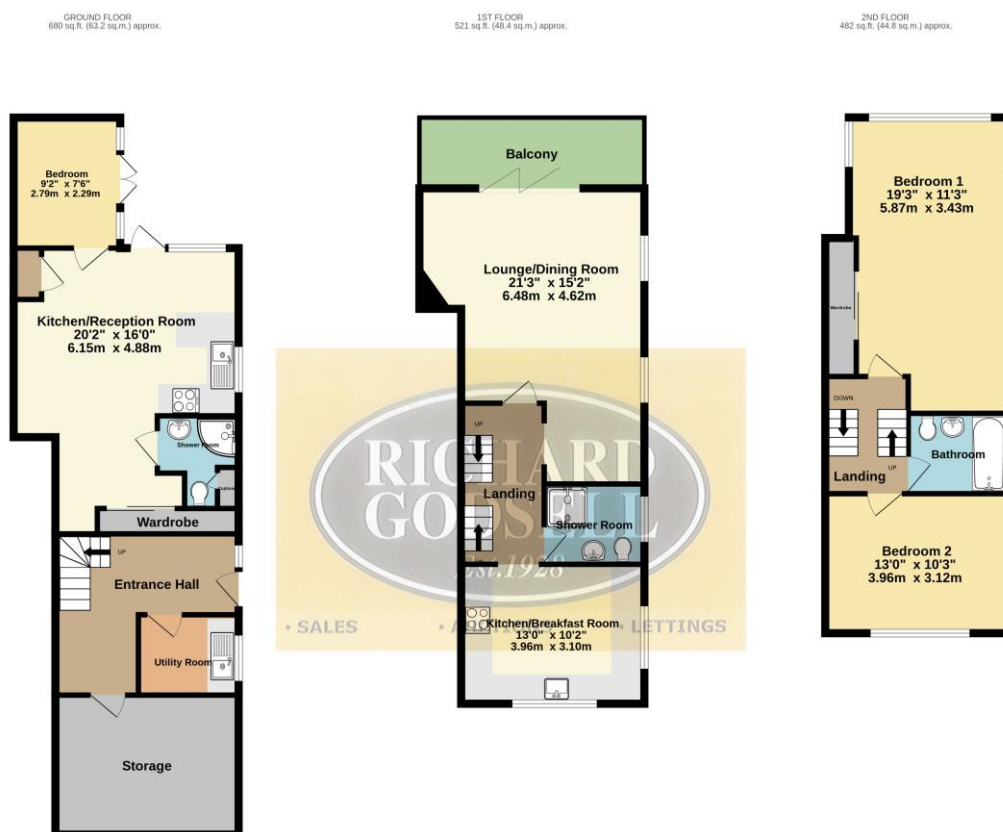 GROUND FLOOR
680 sq.ft. (63.2 sq.m.) approx.
Bedroom
9'2" x 7'6"
2.79m x 2.29m
Kitchen/Reception Room
20'2" x 16'0"
6.15m x 4.88m
Shower Room
Wardrobe
UP
Entrance Hall
Utility Room
Storage
1ST FLOOR
521 sq.ft. (48.4 sq.m.) approx.
Balcony
Lounge/Dining Room
21'3" x 15'2"
6.48m x 4.62m
UP
Landing
Shower Room
Kitchen/Breakfast Room
13'0" x 10'2"
3.96m x 3.10m
RICHARD
GODSELL
Est.1928
• SALES
• LETTINGS
2ND FLOOR
482 sq.ft. (44.8 sq.m.) approx.
Bedroom 1
19'3" x 11'3"
5.87m x 3.43m
Wardrobe
DOWN
UP
Landing
Bathroom
Bedroom 2
13'0" x 10'3"
3.96m x 3.12m